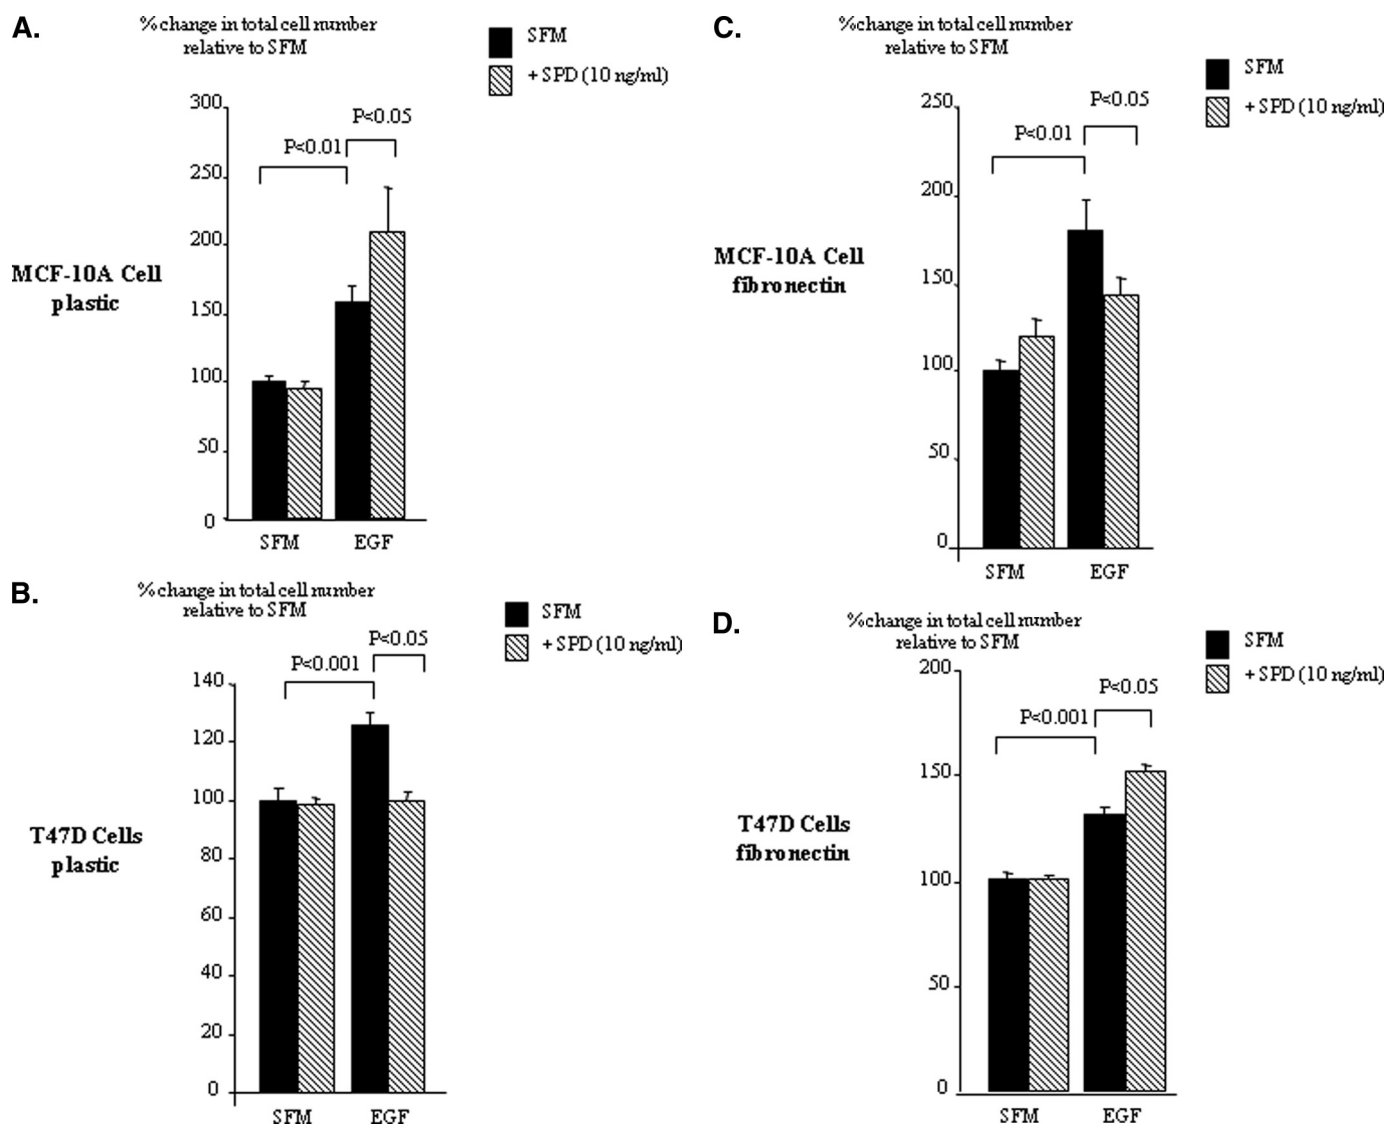 A.
% change in total cell number
relative to SFM
SFM
+ SPD (10 ng/ml)
300
250
200
150
100
50
0
P<0.01
P<0.05
MCF-10A Cell
plastic
SFM
EGF
B.
% change in total cell number
relative to SFM
SFM
+ SPD (10 ng/ml)
140
120
100
80
60
40
20
0
P<0.001
P<0.05
T47D Cells
plastic
SFM
EGF
C.
% change in total cell number
relative to SFM
SFM
+ SPD (10 ng/ml)
250
200
150
100
50
0
P<0.01
P<0.05
MCF-10A Cell
fibronectin
SFM
EGF
D.
% change in total cell number
relative to SFM
SFM
+ SPD (10 ng/ml)
200
150
100
50
0
P<0.001
P<0.05
T47D Cells
fibronectin
SFM
EGF